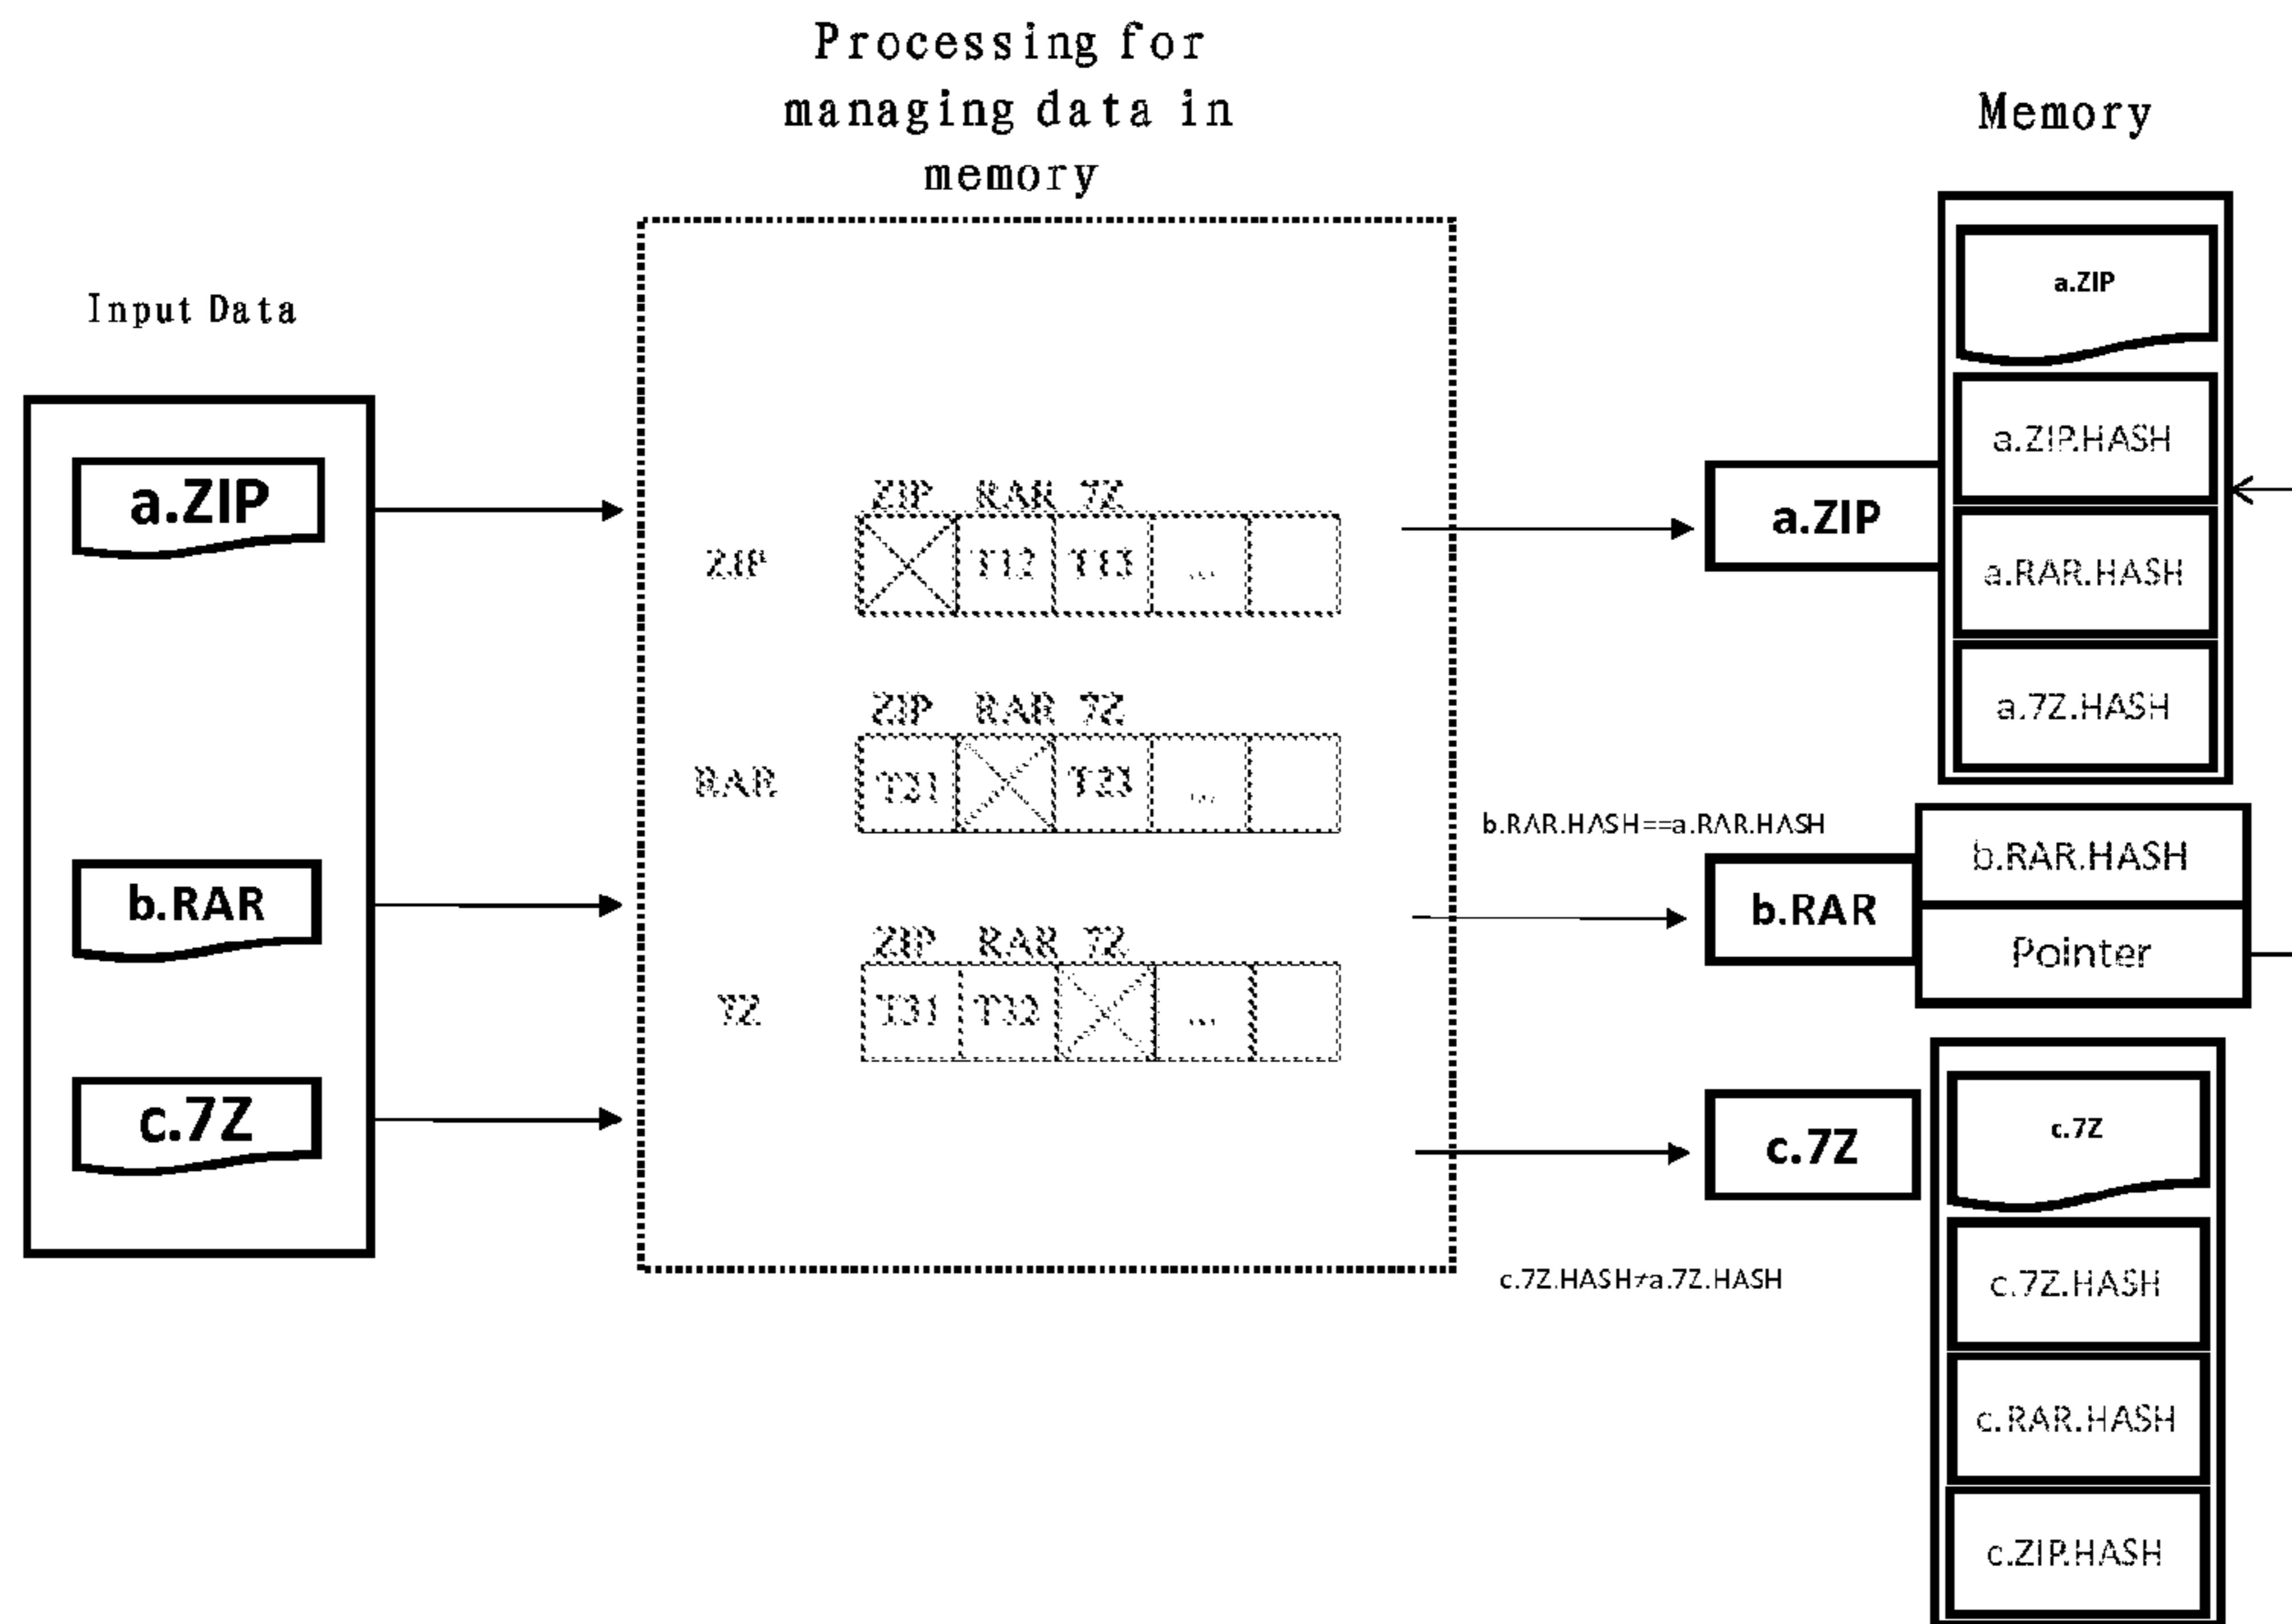 Processing for
managing data in
memory
Memory
Input Data
a.ZIP
b.RAR
c.7Z
ZIP RAR 7Z
ZIP T12 T13 ...
ZIP RAR 7Z
RAR T21 T23 ...
ZIP RAR 7Z
7Z T31 T32 ...
a.ZIP
a.ZIP
a.ZIP.HASH
a.RAR.HASH
a.7Z.HASH
b.RAR.HASH==a.RAR.HASH
b.RAR
b.RAR.HASH
Pointer
c.7Z
c.7Z.HASH≠a.7Z.HASH
c.7Z
c.7Z.HASH
c.RAR.HASH
c.ZIP.HASH